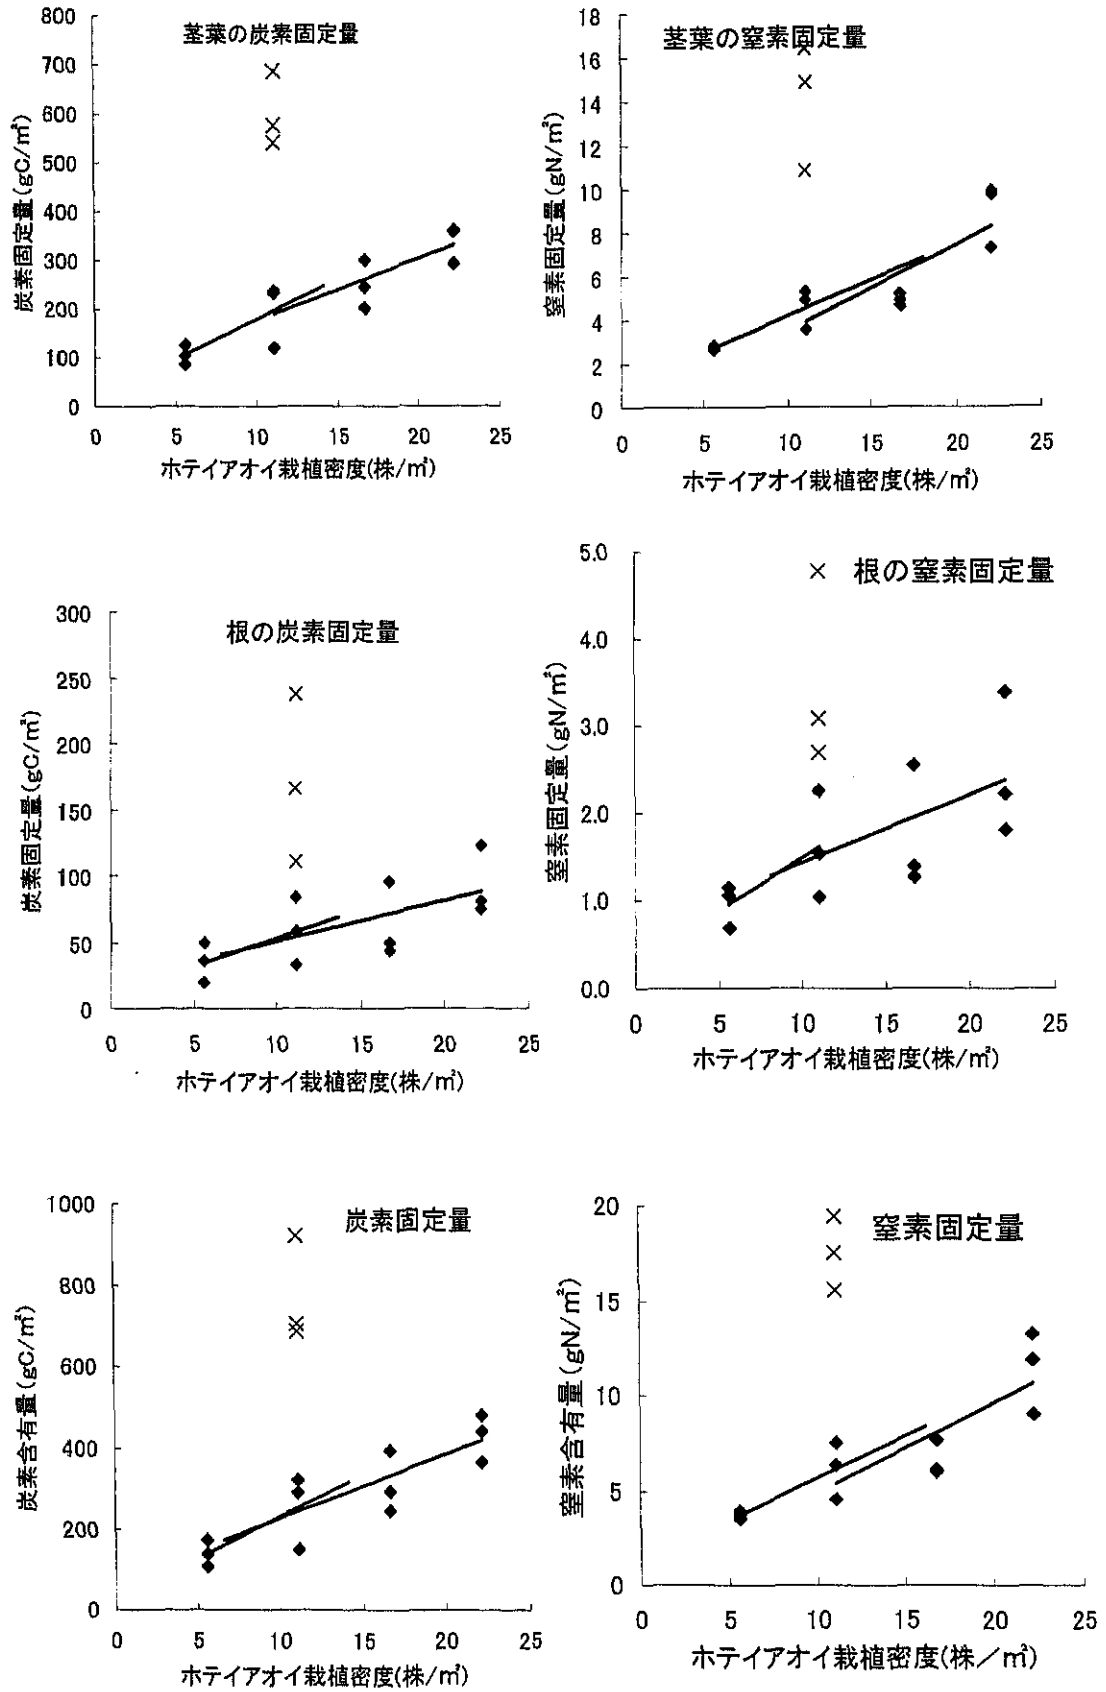 茎葉の炭素固定量
炭素固定量(gC/㎡)
800
700
600
500
400
300
200
100
0
0 5 10 15 20 25
ホテイアオイ栽植密度(株/㎡)
茎葉の窒素固定量
窒素固定量(gN/㎡)
18
16
14
12
10
8
6
4
2
0
0 5 10 15 20 25
ホテイアオイ栽植密度(株/㎡)
根の炭素固定量
炭素固定量(gC/㎡)
300
250
200
150
100
50
0
0 5 10 15 20 25
ホテイアオイ栽植密度(株/㎡)
根の窒素固定量
窒素固定量(gN/㎡)
5.0
4.0
3.0
2.0
1.0
0.0
0 5 10 15 20 25
ホテイアオイ栽植密度(株/㎡)
炭素固定量
炭素含有量(gC/㎡)
1000
800
600
400
200
0
0 5 10 15 20 25
ホテイアオイ栽植密度(株/㎡)
窒素固定量
窒素含有量(gN/㎡)
20
15
10
5
0
0 5 10 15 20 25
ホテイアオイ栽植密度(株／㎡)